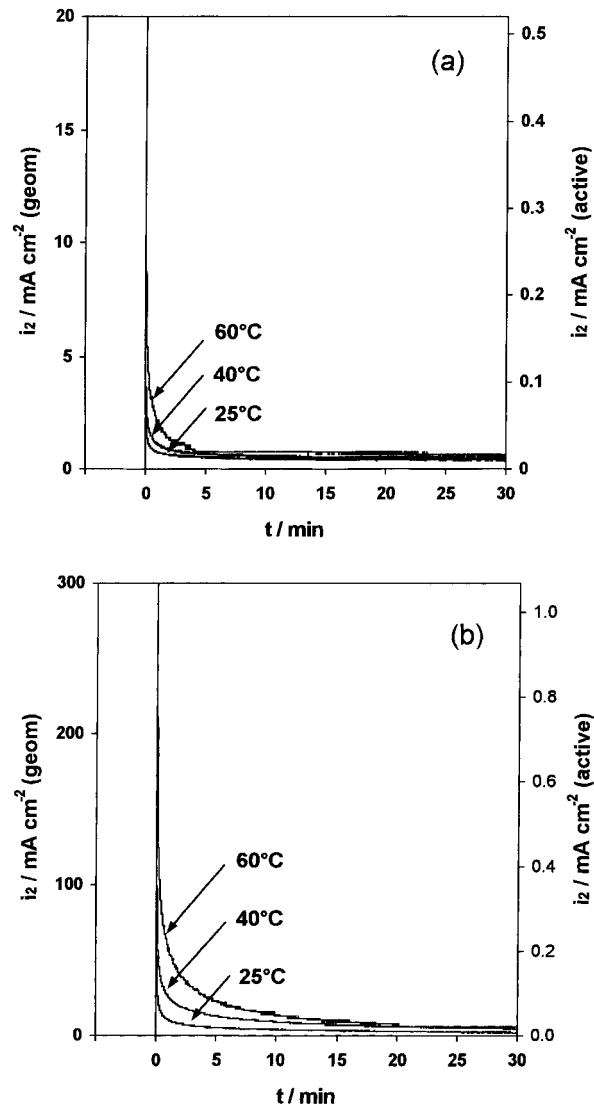 (a)
i₂ / mA cm⁻² (geom)
20
15
10
5
0
i₂ / mA cm⁻² (active)
0.5
0.4
0.3
0.2
0.1
0
60°C
40°C
25°C
0 5 10 15 20 25 30
t / min
(b)
i₂ / mA cm⁻² (geom)
300
200
100
0
i₂ / mA cm⁻² (active)
1.0
0.8
0.6
0.4
0.2
0.0
60°C
40°C
25°C
0 5 10 15 20 25 30
t / min